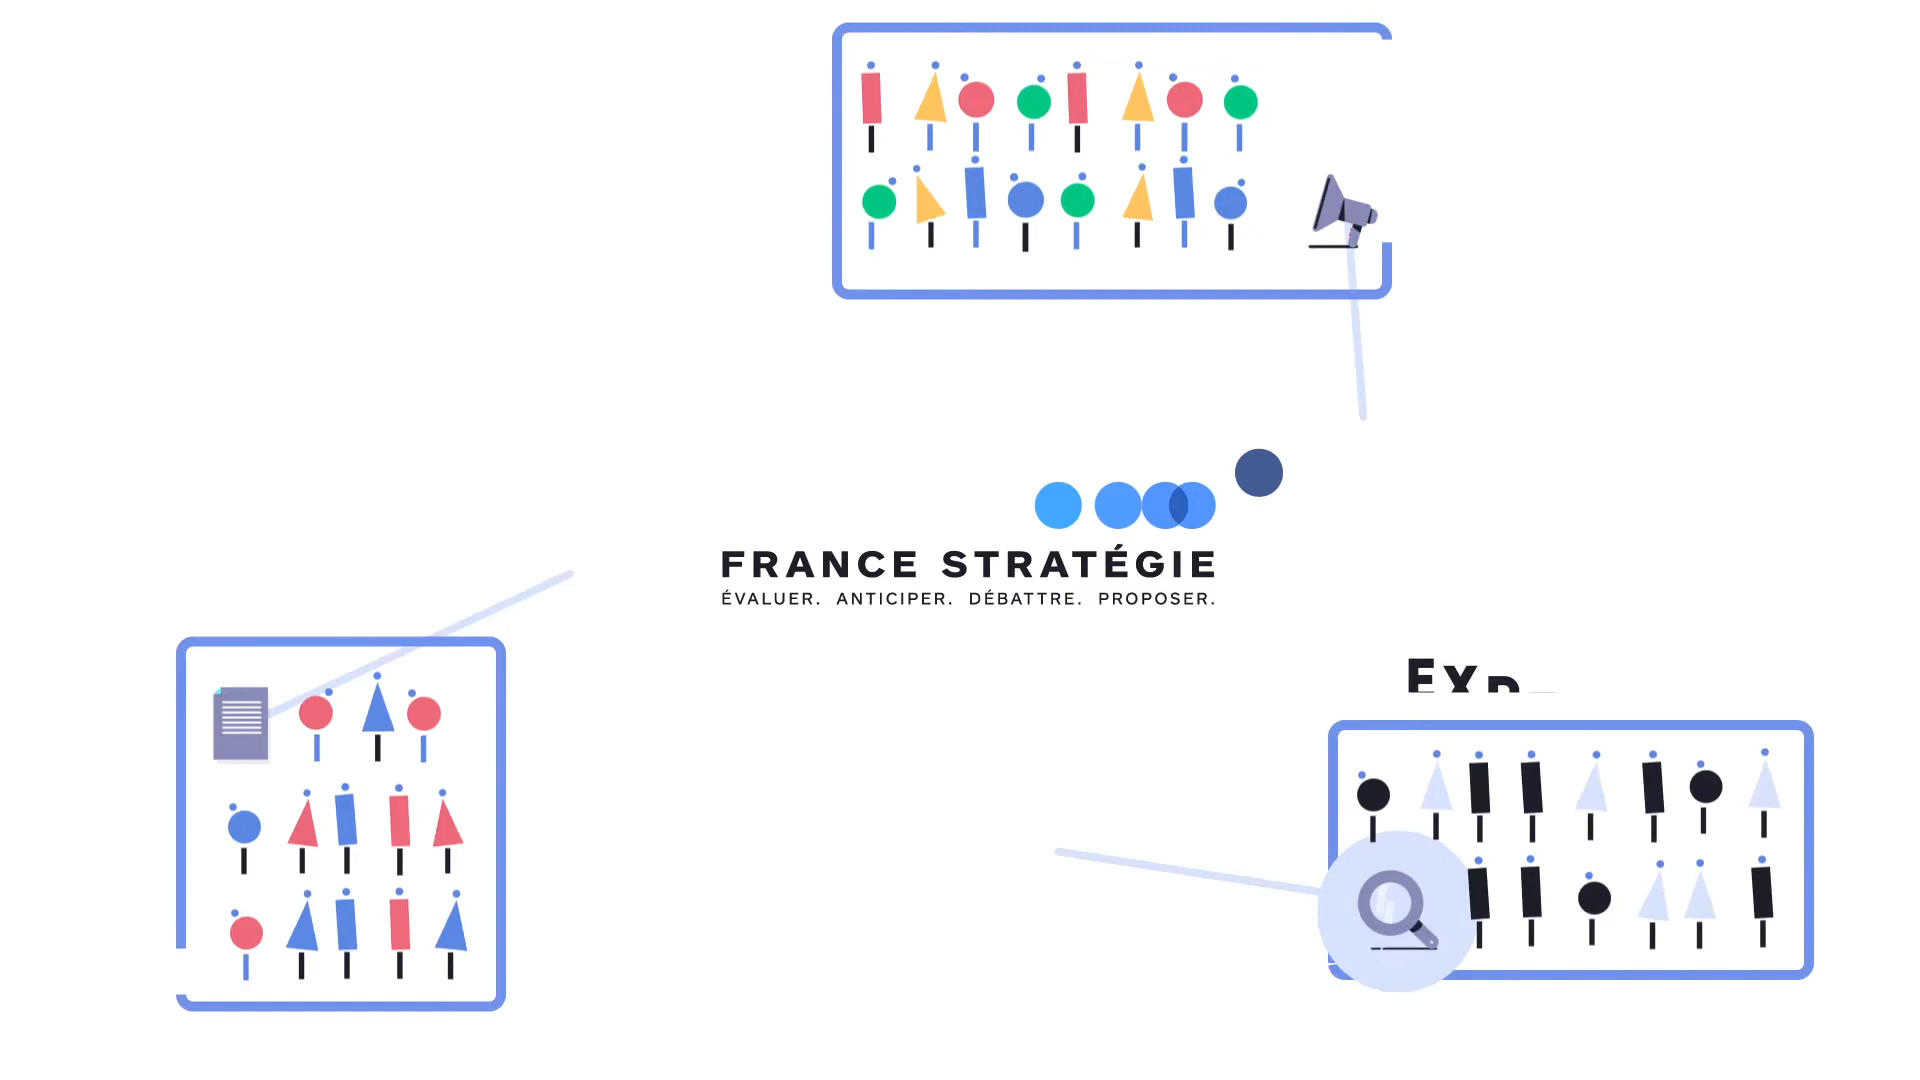 FRANCE STRATÉGIE
ÉVALUER. ANTICIPER. DÉBATTRE. PROPOSER.